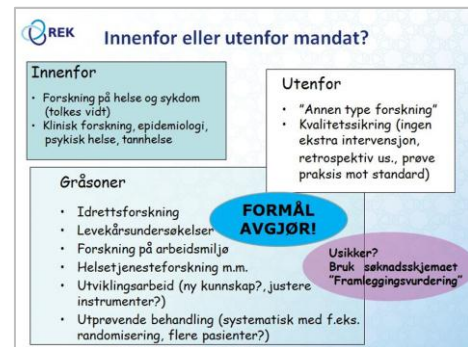 REK
Innenfor eller utenfor mandat?
Innenfor
• Forskning på helse og sykdom
(tolkes vidt)
• Klinisk forskning, epidemiologi,
psykisk helse, tannhelse
Utenfor
• "Annen type forskning"
• Kvalitetssikring (ingen
ekstra intervensjon,
retrospektiv us., prøve
praksis mot standard)
Gråsoner
• Idrettsforskning
• Levekårsundersøkelser
• Forskning på arbeidsmiljø
• Helsetjenesteforskning m.m.
• Utviklingsarbeid (ny kunnskap?, justere
instrumenter?)
• Utprøvende behandling (systematisk med f.eks.
randomisering, flere pasienter?)
FORMÅL
AVGJØR!
Usikker?
Bruk søknadsskjemaet
"Framleggingsvurdering"